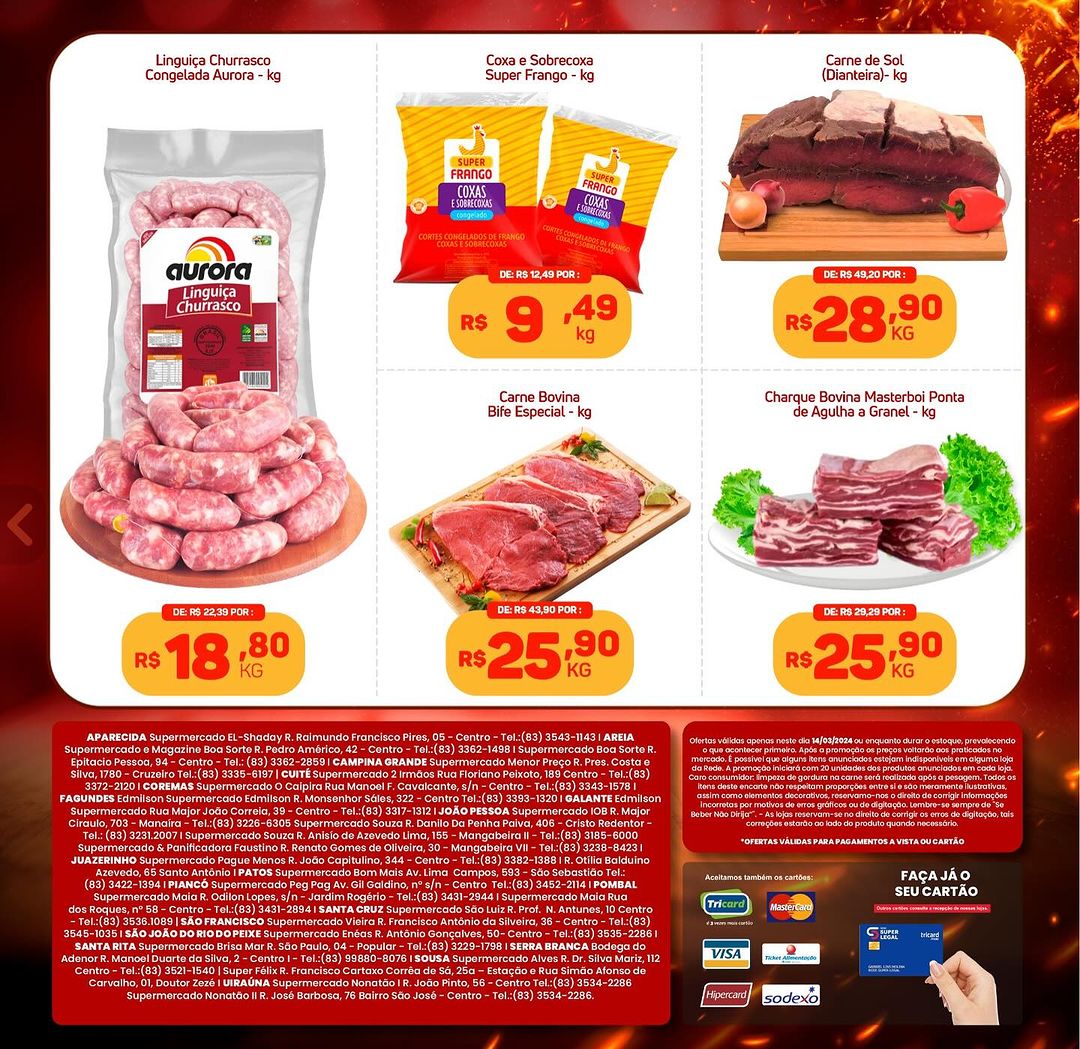 Linguiça Churrasco
Congelada Aurora - kg
aurora
Linguiça
Churrasco
DE: R$ 22,39 POR :
R$ 18,80
KG
Coxa e Sobrecoxa
Super Frango - kg
SUPER
FRANGO
COXAS
E SOBRECOXAS
congelado
CORTES CONGELADOS DE FRANGO
COXAS E SOBRECOXAS
SUPER
FRANGO
COXAS
E SOBRECOXAS
congelado
CORTES CONGELADOS DE FRANGO
COXAS E SOBRECOXAS
DE: R$ 12,49 POR :
R$ 9,49
kg
Carne de Sol
(Dianteira)- kg
DE: R$ 49,20 POR :
R$ 28,90
KG
Carne Bovina
Bife Especial - kg
DE: R$ 43,90 POR :
R$ 25,90
KG
Charque Bovina Masterboi Ponta
de Agulha a Granel - kg
DE: R$ 29,29 POR :
R$ 25,90
KG
APARECIDA Supermercado EL-Shaday R. Raimundo Francisco Pires, 05 - Centro - Tel.:(83) 3543-1143 I AREIA
Supermercado e Magazine Boa Sorte R. Pedro Américo, 42 - Centro - Tel.:(83) 3362-1498 I Supermercado Boa Sorte R.
Epitacio Pessoa, 94 - Centro - Tel.:(83) 3362-2859 I CAMPINA GRANDE Supermercado Menor Preço R. Pres. Costa e
Silva, 1780 - Cruzeiro Tel.:(83) 3335-6197 | CUITÉ Supermercado 2 Irmãos Rua Floriano Peixoto, 189 Centro - Tel.:(83)
3372-2120 I COREMAS Supermercado O Caipira Rua Manoel F. Cavalcante, s/n - Centro - Tel.:(83) 3343-1578 I
FAGUNDES Edmilson Supermercado Edmilson R. Monsenhor Sáles, 322 - Centro Tel.:(83) 3393-1320 I GALANTE Edmilson
Supermercado Rua Major João Correia, 39 - Centro - Tel.:(83) 3317-1312 I JOÃO PESSOA Supermercado IOB R. Major
Ciraulo, 703 - Manaíra - Tel.:(83) 3226-6305 Supermercado Souza R. Danilo Da Penha Paiva, 406 - Cristo Redentor -
Tel.: (83) 3231.2007 I Supermercado Souza R. Anisio de Azevedo Lima, 155 - Mangabeira II - Tel.:(83) 3185-6000
Supermercado & Panificadora Faustino R. Renato Gomes de Oliveira, 30 - Mangabeira VII - Tel.:(83) 3238-8423 I
JUAZERINHO Supermercado Pague Menos R. João Capitulino, 344 - Centro - Tel.:(83) 3382-1388 I R. Otília Balduino
Azevedo, 65 Santo Antônio I PATOS Supermercado Bom Mais Av. Lima Campos, 593 - São Sebastião Tel.:
(83) 3422-1394 I PIANCÓ Supermercado Peg Pag Av. Gil Galdino, nº s/n - Centro Tel.:(83) 3452-2114 I POMBAL
Supermercado Maia R. Odilon Lopes, s/n - Jardim Rogério - Tel.:(83) 3431-2944 I Supermercado Maia Rua
dos Roques, nº 58 - Centro - Tel.:(83) 3431-2894 I SANTA CRUZ Supermercado São Luiz R. Prof. N. Antunes, 10 Centro
- Tel.:(83) 3536.1089 | SÃO FRANCISCO Supermercado Vieira R. Francisco Antônio da Silveira, 36 - Centro - Tel.:(83)
3545-1035 I SÃO JOÃO DO RIO DO PEIXE Supermercado Enéas R. Antônio Gonçalves, 50- Centro - Tel.:(83) 3535-2286 I
SANTA RITA Supermercado Brisa Mar R. São Paulo, 04 - Popular - Tel.:(83) 3229-1798 I SERRA BRANCA Bodega do
Adenor R. Manoel Duarte da Silva, 2 - Centro I - Tel.:(83) 99880-8076 I SOUSA Supermercado Alves R. Dr. Silva Mariz, 112
Centro - Tel.:(83) 3521-1540 | Super Félix R. Francisco Cartaxo Corrêa de Sá, 25a – Estação e Rua Simão Afonso de
Carvalho, 01, Doutor Zezé I UIRAÚNA Supermercado Nonatão I R. João Pinto, 56 - Centro Tel.:(83) 3534-2286
Supermercado Nonatão II R. José Barbosa, 76 Bairro São José - Centro - Tel.:(83) 3534-2286.
Ofertas válidas apenas neste dia 14/03/2024 ou enquanto durar o estoque, prevalecendo
o que acontecer primeiro. Após a promoção os preços voltarão aos praticados no
mercado. É possível que alguns itens anunciados estejam indisponíveis em alguma loja
da Rede. A promoção iniciará com 20 unidades dos produtos anunciados em cada loja.
Caro consumidor: limpeza de gordura na carne será realizada após a pesagem. Todos os
itens deste encarte não respeitam proporções entre si e são meramente ilustrativas,
assim como elementos decorativos, reservamo-nos o direito de corrigir informações
incorretas por motivos de erros gráficos ou de digitação. Lembre-se sempre de "Se
Beber Não Dirija". - As lojas reservam-se no direito de corrigir os erros de digitação, tais
correções estarão ao lado do produto quando necessário.
*OFERTAS VÁLIDAS PARA PAGAMENTOS A VISTA OU CARTÃO
Aceitamos também os cartões:
Tricard
é 3 vezes mais cartão
MasterCard
VISA
Ticket Alimentação
Hipercard
sodexo
FAÇA JÁ O
SEU CARTÃO
Outros cartões consulte a recepção de nossas lojas.
SUPER
LEGAL
tricard